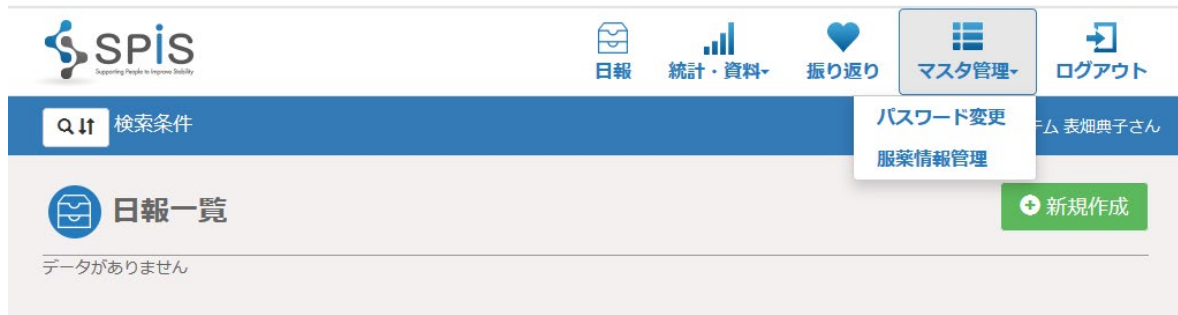 SPiS
Supporting People to Improve Stability
日報
統計・資料
振り返り
マスタ管理
ログアウト
パスワード変更
服薬情報管理
検索条件
テム 表畑典子さん
日報一覧
新規作成
データがありません